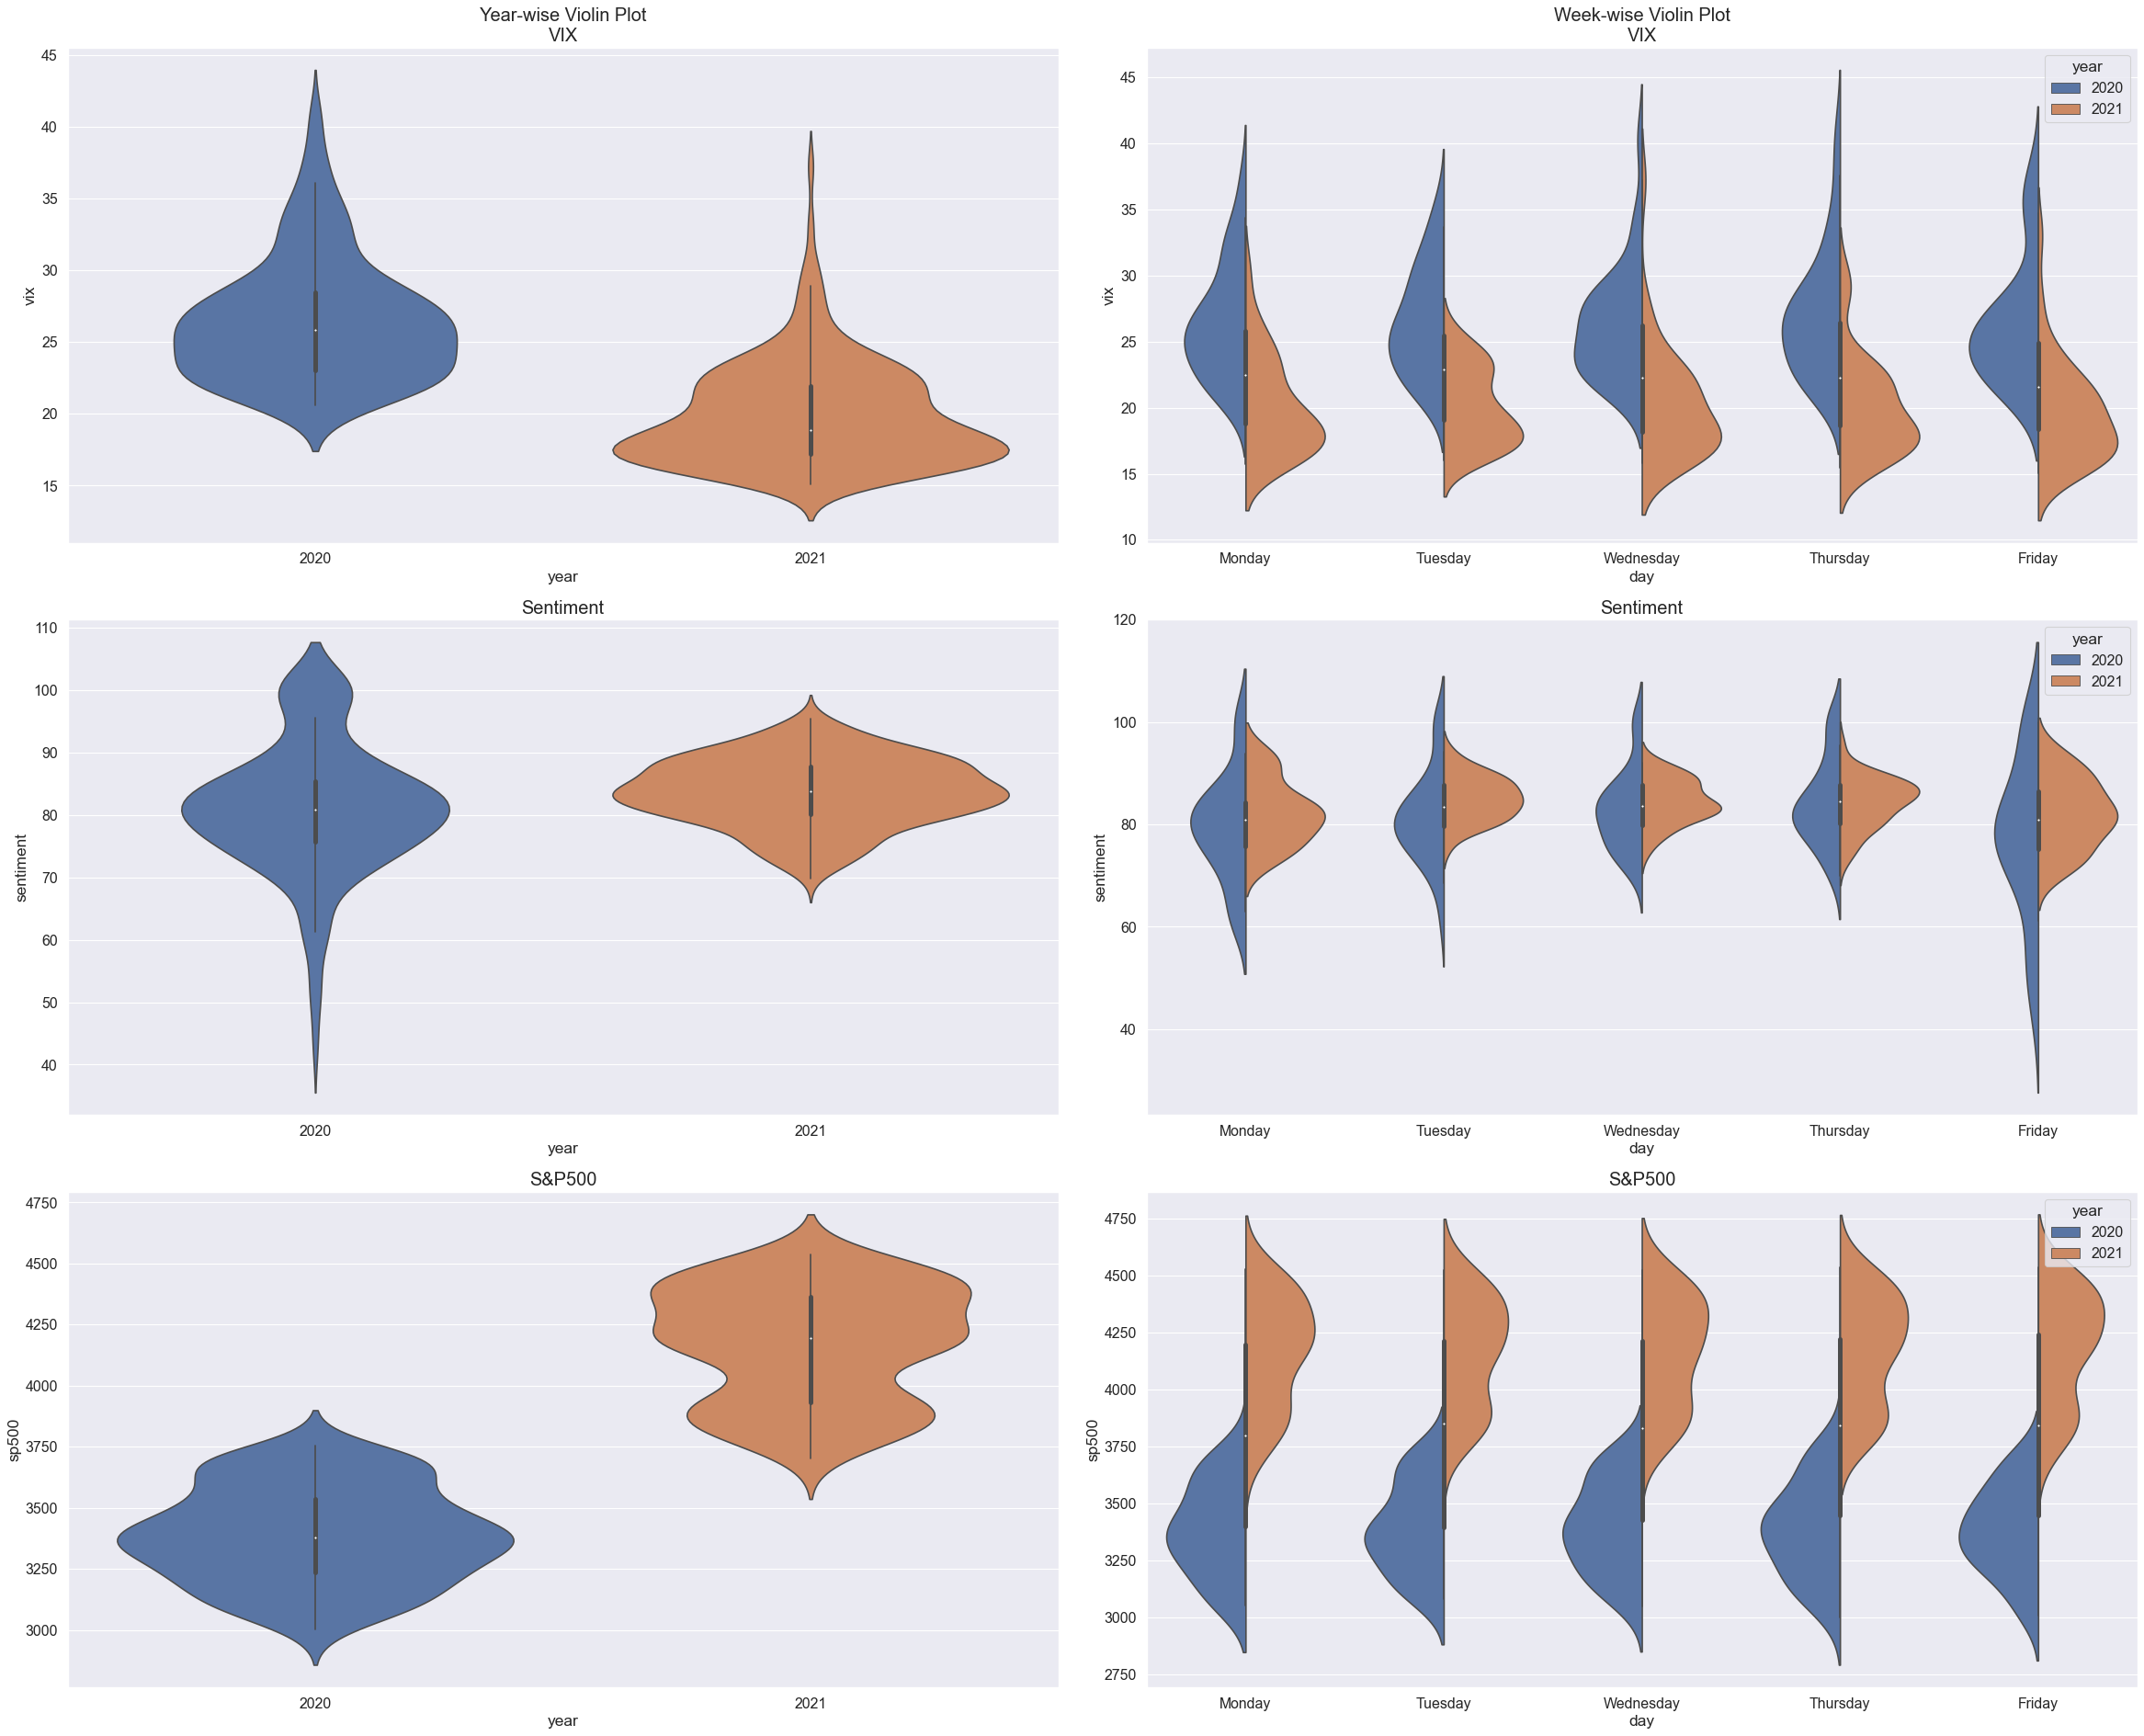 Year-wise Violin Plot
VIX
45
40
35
30
25
20
15
vix
2020
2021
year
Week-wise Violin Plot
VIX
year
2020
2021
45
40
35
30
25
20
15
10
vix
Monday
Tuesday
Wednesday
Thursday
Friday
day
Sentiment
110
100
90
80
70
60
50
40
sentiment
2020
2021
year
Sentiment
year
2020
2021
120
100
80
60
40
sentiment
Monday
Tuesday
Wednesday
Thursday
Friday
day
S&P500
4750
4500
4250
4000
3750
3500
3250
3000
sp500
2020
2021
year
S&P500
year
2020
2021
4750
4500
4250
4000
3750
3500
3250
3000
2750
sp500
Monday
Tuesday
Wednesday
Thursday
Friday
day